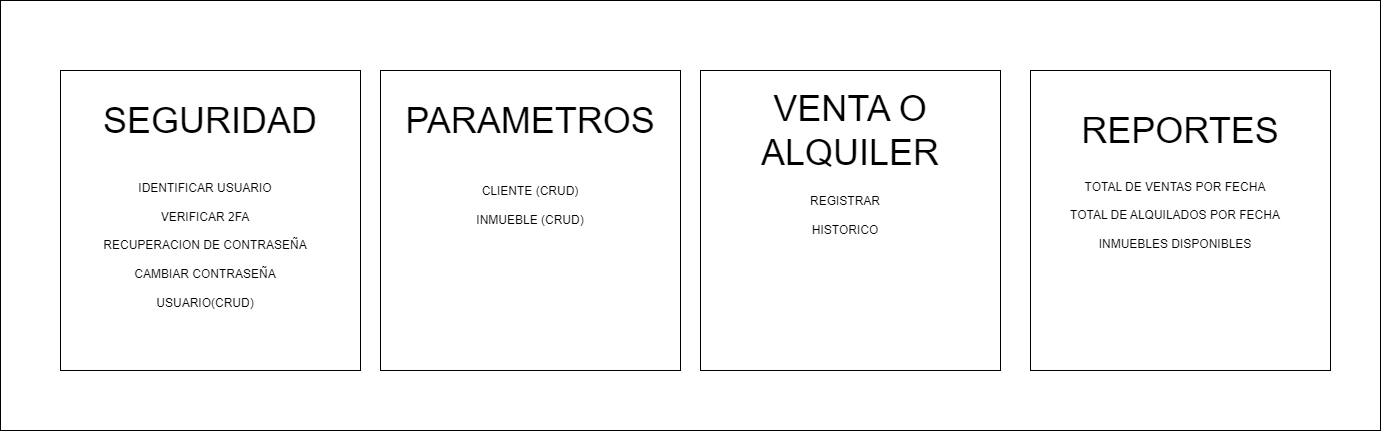 SEGURIDAD
IDENTIFICAR USUARIO
VERIFICAR 2FA
RECUPERACION DE CONTRASEÑA
CAMBIAR CONTRASEÑA
USUARIO(CRUD)
PARAMETROS
CLIENTE (CRUD)
INMUEBLE (CRUD)
VENTA O
ALQUILER
REGISTRAR
HISTORICO
REPORTES
TOTAL DE VENTAS POR FECHA
TOTAL DE ALQUILADOS POR FECHA
INMUEBLES DISPONIBLES